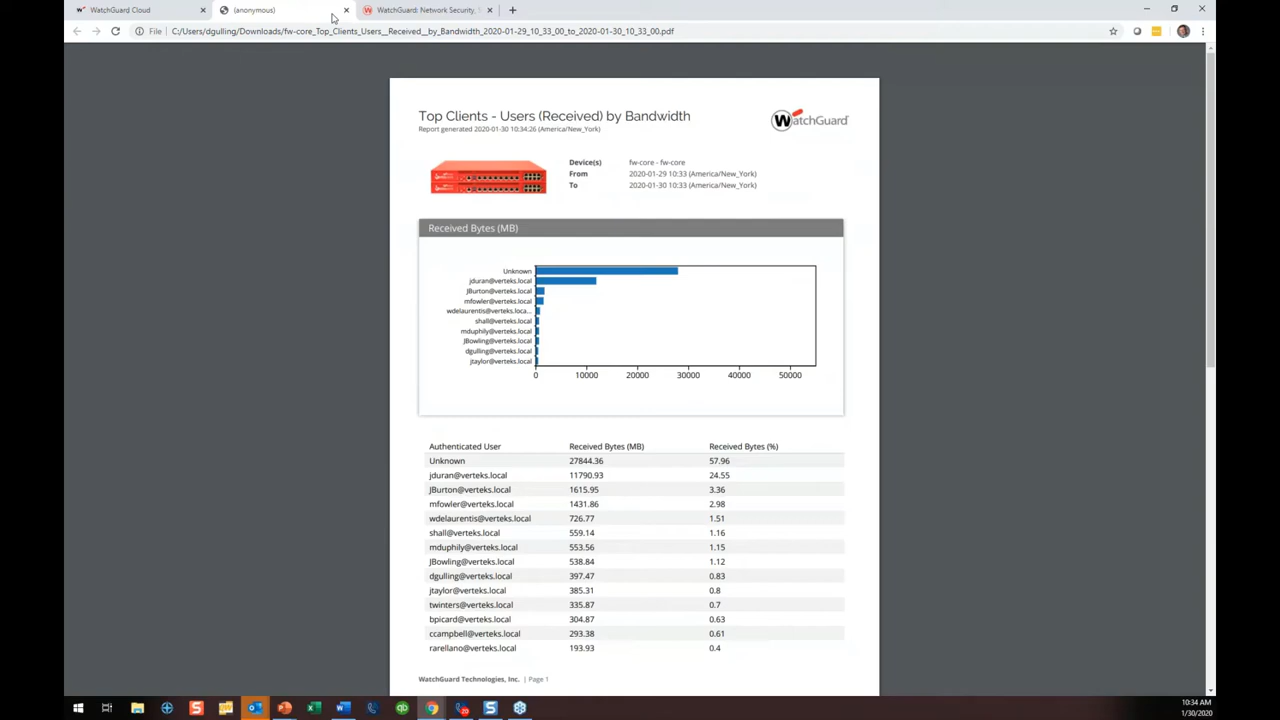 WatchGuard Cloud
(anonymous)
WatchGuard: Network Security,
File
C:/Users/dgulling/Downloads/fw-core_Top_Clients_Users__Received__by_Bandwidth_2020-01-29_10_33_00_to_2020-01-30_10_33_00.pdf
Top Clients - Users (Received) by Bandwidth
Report generated 2020-01-30 10:34:26 (America/New_York)
WatchGuard
Device(s) fw-core - fw-core
From 2020-01-29 10:33 (America/New_York)
To 2020-01-30 10:33 (America/New_York)
Received Bytes (MB)
Unknown
jduran@verteks.local
JBurton@verteks.local
mfowler@verteks.local
wdelaurentis@verteks.loca...
shall@verteks.local
mduphily@verteks.local
JBowling@verteks.local
dgulling@verteks.local
jtaylor@verteks.local
0 10000 20000 30000 40000 50000
Authenticated User Received Bytes (MB) Received Bytes (%)
Unknown 27844.36 57.96
jduran@verteks.local 11790.93 24.55
JBurton@verteks.local 1615.95 3.36
mfowler@verteks.local 1431.86 2.98
wdelaurentis@verteks.local 726.77 1.51
shall@verteks.local 559.14 1.16
mduphily@verteks.local 553.56 1.15
JBowling@verteks.local 538.84 1.12
dgulling@verteks.local 397.47 0.83
jtaylor@verteks.local 385.31 0.8
twinters@verteks.local 335.87 0.7
bpicard@verteks.local 304.87 0.63
ccampbell@verteks.local 293.38 0.61
rarellano@verteks.local 193.93 0.4
WatchGuard Technologies, Inc. | Page 1
10:34 AM
1/30/2020